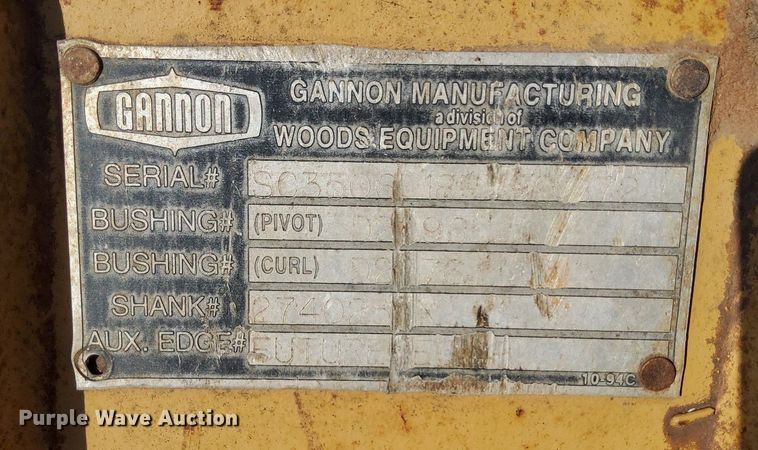 GANNON
GANNON MANUFACTURING
a division of
WOODS EQUIPMENT COMPANY
SERIAL#
BUSHING# (PIVOT)
BUSHING# (CURL)
SHANK#
AUX. EDGE#
10-94C
Purple Wave Auction